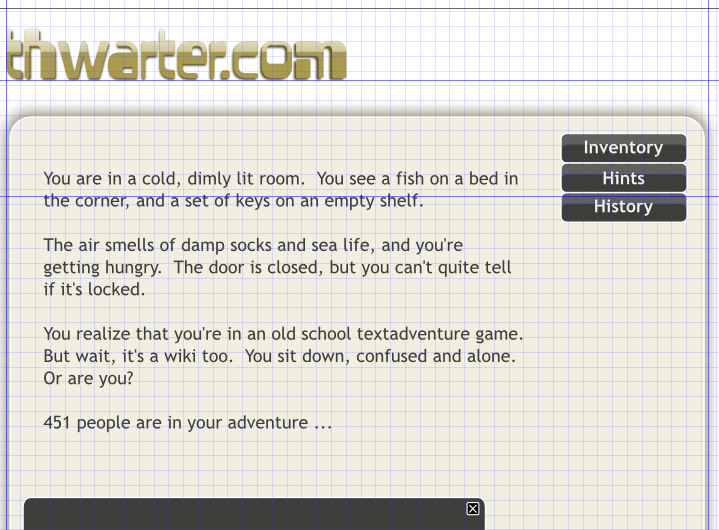 thwarter.com
Inventory
Hints
History
You are in a cold, dimly lit room.  You see a fish on a bed in
the corner, and a set of keys on an empty shelf.
The air smells of damp socks and sea life, and you're
getting hungry.  The door is closed, but you can't quite tell
if it's locked.
You realize that you're in an old school textadventure game.
But wait, it's a wiki too.  You sit down, confused and alone.
Or are you?
451 people are in your adventure ...